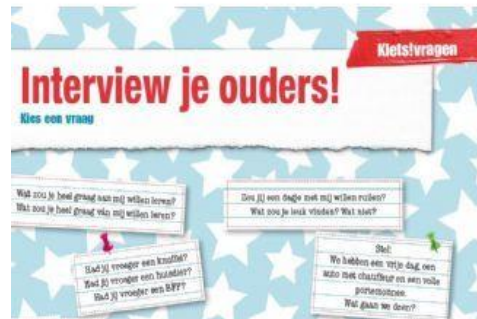 Klets!vragen
Interview je ouders!
Kies een vraag
Wat zou je heel graag aan mij willen leren?
Wat zou je heel graag van mij willen leren?
Zou jij een dagje met mij willen ruilen?
Wat zou je leuk vinden? Wat niet?
Had jij vroeger een knuffel?
Had jij vroeger een huisdier?
Had jij vroeger een BFF?
Stel:
We hebben een vrije dag, een
auto met chauffeur en een volle
portemonnee.
Wat gaan we doen?